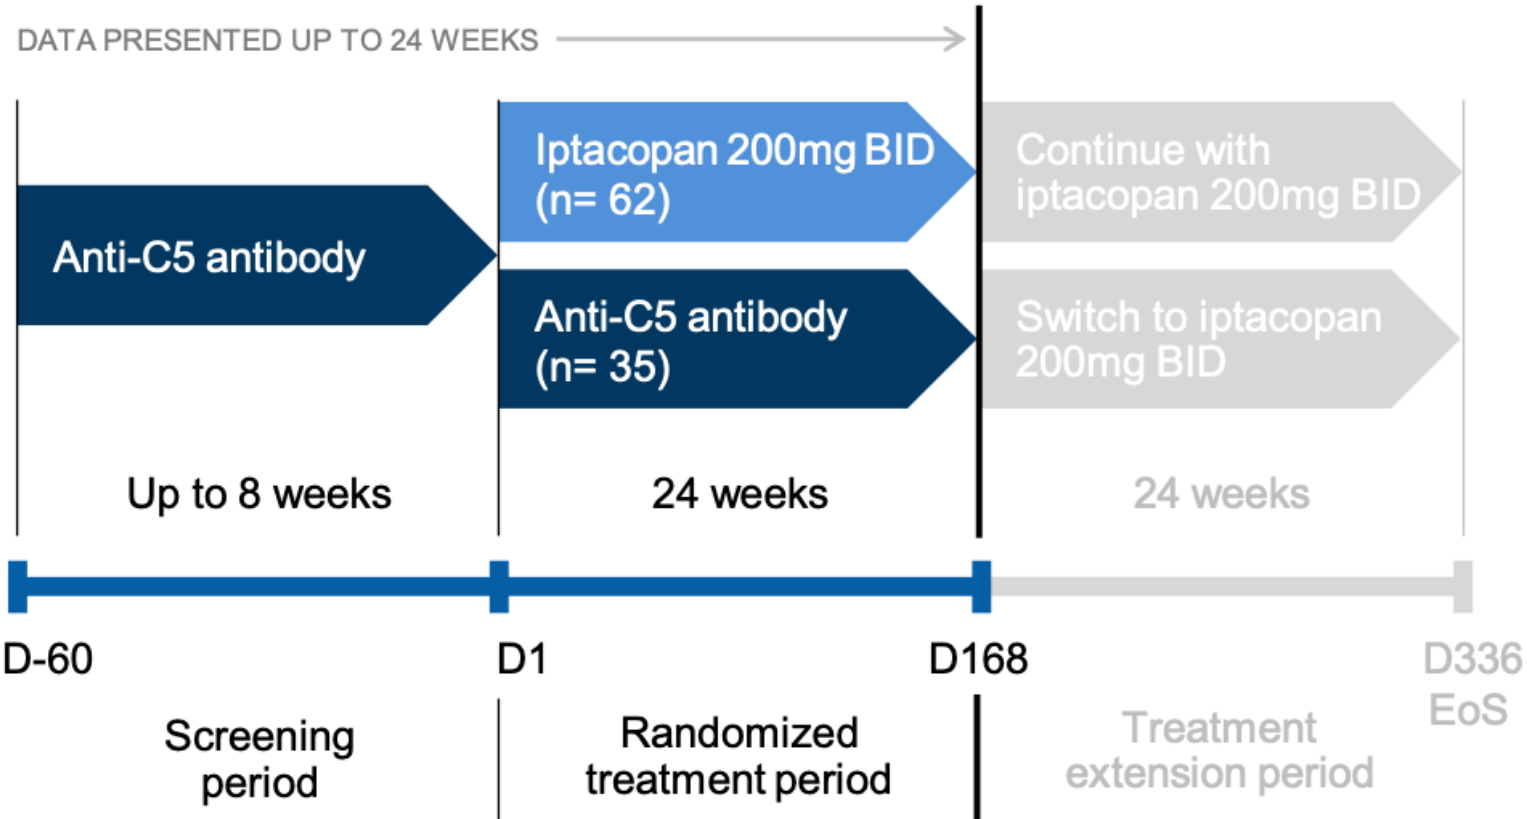 DATA PRESENTED UP TO 24 WEEKS
Anti-C5 antibody
Iptacopan 200mg BID
(n= 62)
Continue with
iptacopan 200mg BID
Anti-C5 antibody
(n= 35)
Switch to iptacopan
200mg BID
Up to 8 weeks
24 weeks
24 weeks
D-60
D1
D168
D336
EoS
Screening
period
Randomized
treatment period
Treatment
extension period